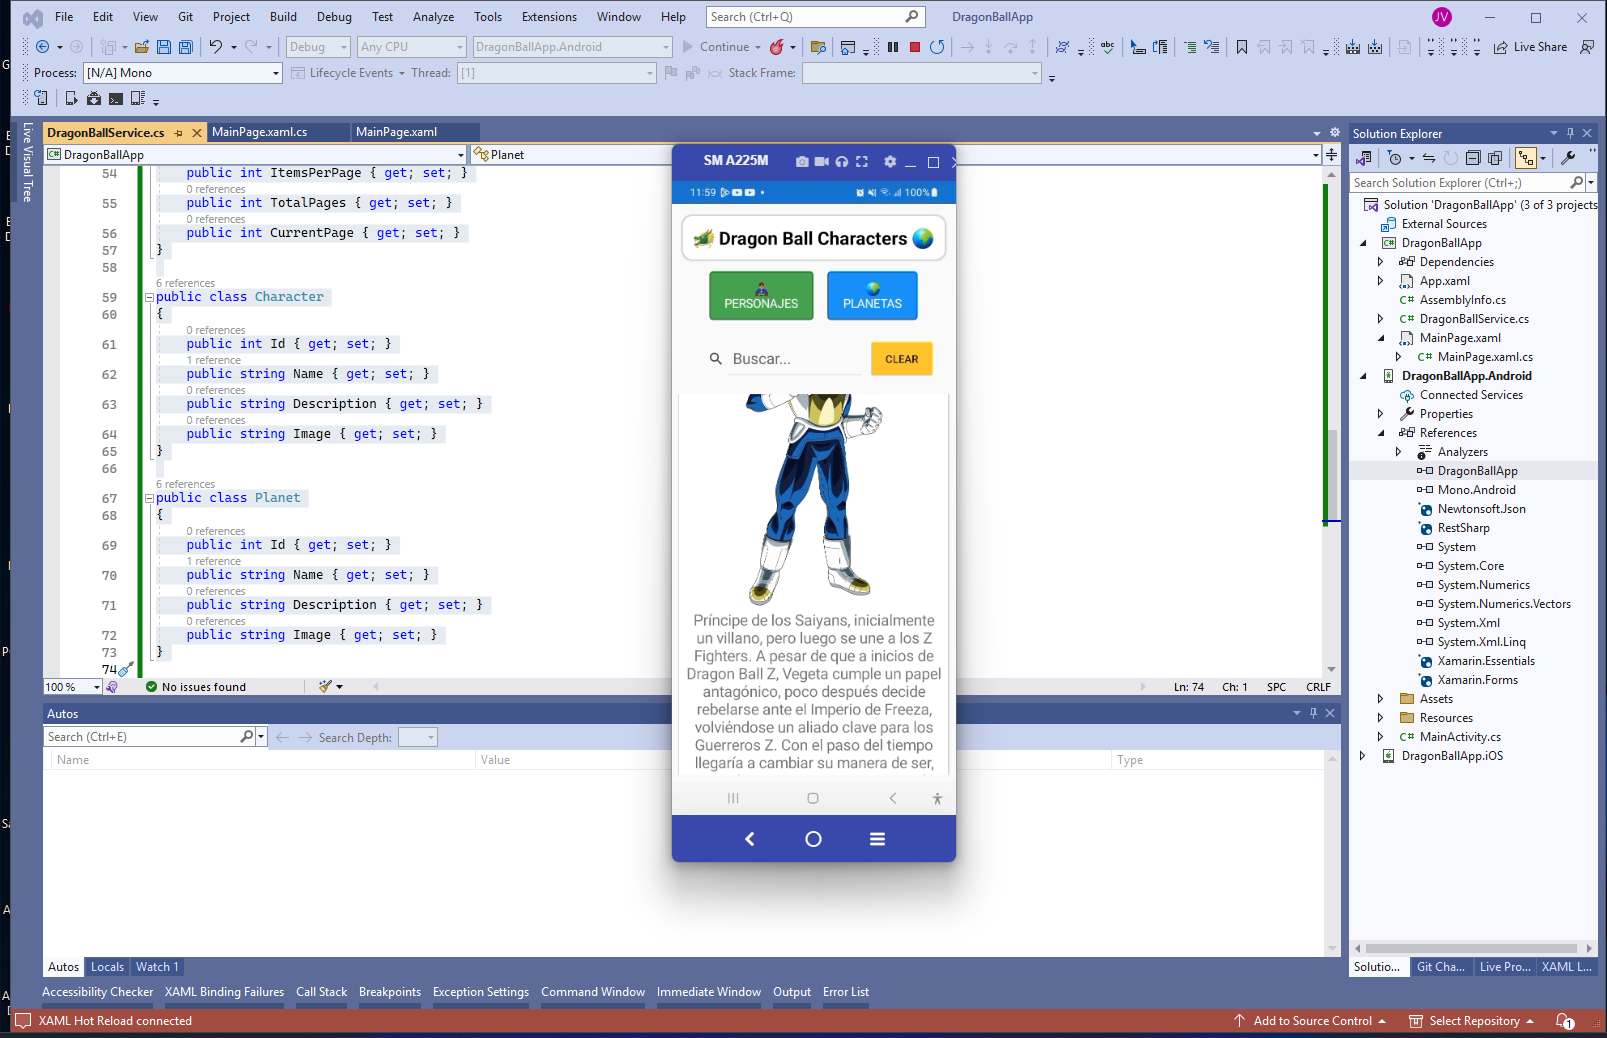 File Edit View Git Project Build Debug Test Analyze Tools Extensions Window Help Search (Ctrl+Q) DragonBallApp JV
Debug Any CPU DragonBallApp.Android Continue Live Share
Process: [N/A] Mono Lifecycle Events Thread: [1] Stack Frame:
Live Visual Tree
DragonBallService.cs MainPage.xaml.cs MainPage.xaml
DragonBallApp Planet
54 public int ItemsPerPage { get; set; }
0 references
55 public int TotalPages { get; set; }
0 references
56 public int CurrentPage { get; set; }
57 }
58
6 references
59 public class Character
60 {
0 references
61 public int Id { get; set; }
1 reference
62 public string Name { get; set; }
0 references
63 public string Description { get; set; }
0 references
64 public string Image { get; set; }
65 }
66
6 references
67 public class Planet
68 {
0 references
69 public int Id { get; set; }
1 reference
70 public string Name { get; set; }
0 references
71 public string Description { get; set; }
0 references
72 public string Image { get; set; }
73 }
74
100 % No issues found Ln: 74 Ch: 1 SPC CRLF
SM A225M
11:59 100%
Dragon Ball Characters
PERSONAJES PLANETAS
Buscar... CLEAR
Príncipe de los Saiyans, inicialmente
un villano, pero luego se une a los Z
Fighters. A pesar de que a inicios de
Dragon Ball Z, Vegeta cumple un papel
antagónico, poco después decide
rebelarse ante el Imperio de Freeza,
volviéndose un aliado clave para los
Guerreros Z. Con el paso del tiempo
llegaría a cambiar su manera de ser,
Autos
Search (Ctrl+E) Search Depth:
Name Value Type
Autos Locals Watch 1
Accessibility Checker XAML Binding Failures Call Stack Breakpoints Exception Settings Command Window Immediate Window Output Error List
XAML Hot Reload connected Add to Source Control Select Repository 1
Solution Explorer
Search Solution Explorer (Ctrl+;)
Solution 'DragonBallApp' (3 of 3 projects
External Sources
DragonBallApp
Dependencies
App.xaml
AssemblyInfo.cs
DragonBallService.cs
MainPage.xaml
MainPage.xaml.cs
DragonBallApp.Android
Connected Services
Properties
References
Analyzers
DragonBallApp
Mono.Android
Newtonsoft.Json
RestSharp
System
System.Core
System.Numerics
System.Numerics.Vectors
System.Xml
System.Xml.Linq
Xamarin.Essentials
Xamarin.Forms
Assets
Resources
MainActivity.cs
DragonBallApp.iOS
Solutio... Git Cha... Live Pro... XAML L...